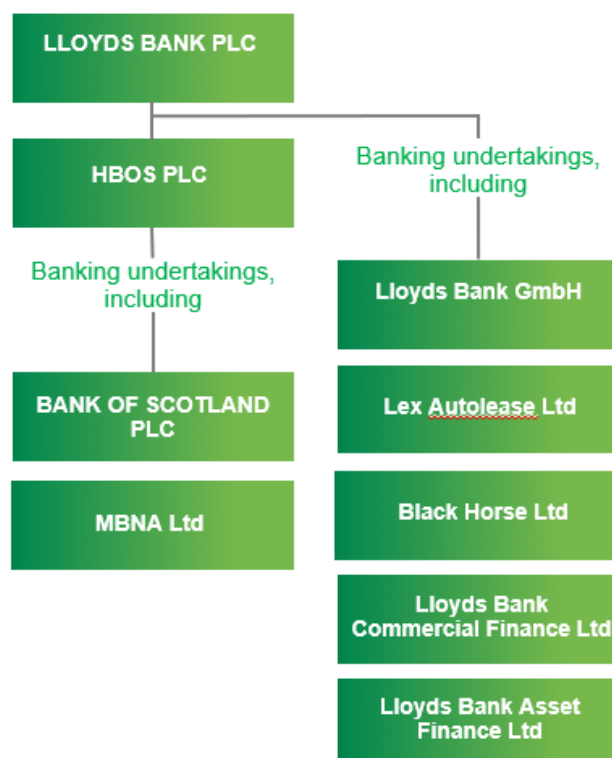 LLOYDS BANK PLC
HBOS PLC
Banking undertakings,
including
BANK OF SCOTLAND
PLC
MBNA Ltd
Banking undertakings,
including
Lloyds Bank GmbH
Lex Autolease Ltd
Black Horse Ltd
Lloyds Bank
Commercial Finance Ltd
Lloyds Bank Asset
Finance Ltd